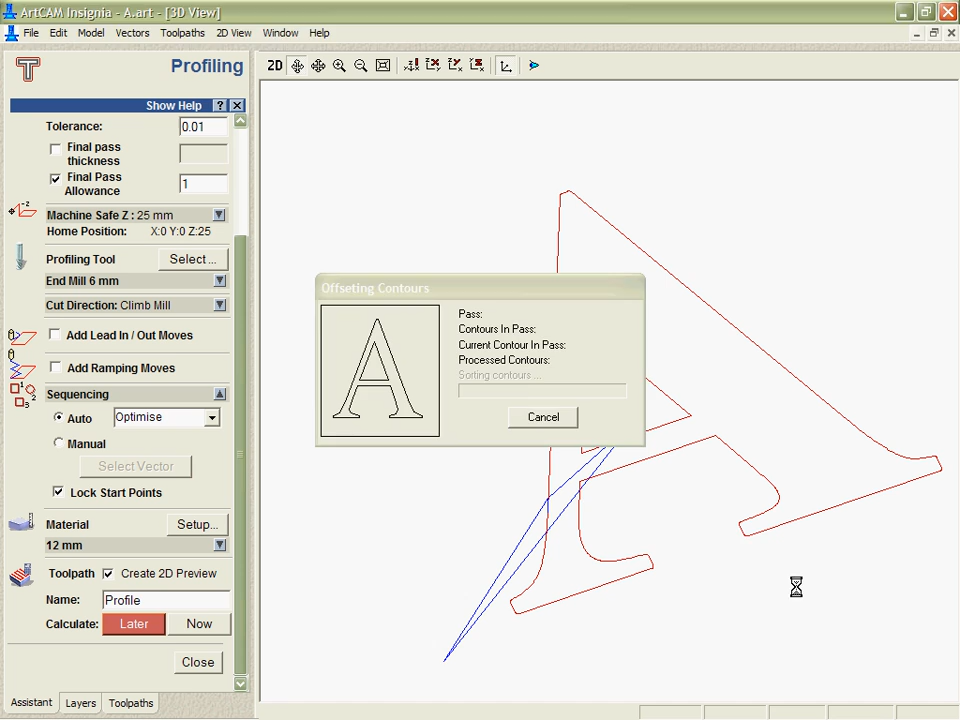 ArtCAM Insignia - A.art - [3D View]
File Edit Model Vectors Toolpaths 2D View Window Help
Profiling
2D
Show Help ? X
Tolerance: 0.01
Final pass
thickness
Final Pass
Allowance 1
Machine Safe Z : 25 mm
Home Position: X:0 Y:0 Z:25
Profiling Tool Select ...
End Mill 6 mm
Cut Direction: Climb Mill
Add Lead In / Out Moves
Add Ramping Moves
Sequencing
Auto Optimise
Manual
Select Vector
Lock Start Points
Material Setup...
12 mm
Toolpath Create 2D Preview
Name: Profile
Calculate: Later Now
Close
Assistant Layers Toolpaths
Offseting Contours
A
Pass:
Contours In Pass:
Current Contour In Pass:
Processed Contours:
Sorting contours ...
Cancel